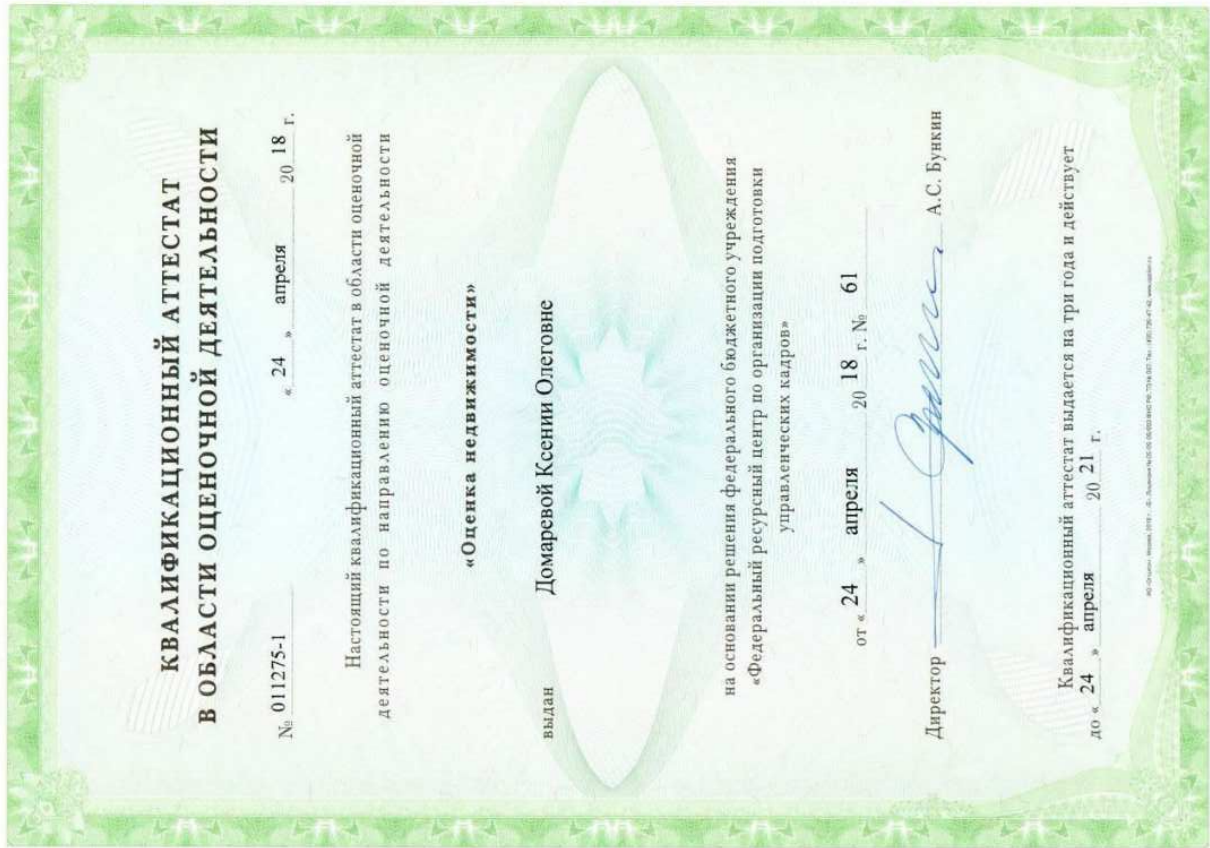 КВАЛИФИКАЦИОННЫЙ АТТЕСТАТ
В ОБЛАСТИ ОЦЕНОЧНОЙ ДЕЯТЕЛЬНОСТИ
№ 011275-1 « 24 » апреля 20 18 г.
Настоящий квалификационный аттестат в области оценочной
деятельности по направлению оценочной деятельности
«Оценка недвижимости»
выдан Домаревой Ксении Олеговне
на основании решения федерального бюджетного учреждения
«Федеральный ресурсный центр по организации подготовки
управленческих кадров»
от « 24 » апреля 20 18 г. № 61
Директор А.С. Бункин
Квалификационный аттестат выдается на три года и действует
до « 24 » апреля 20 21 г.